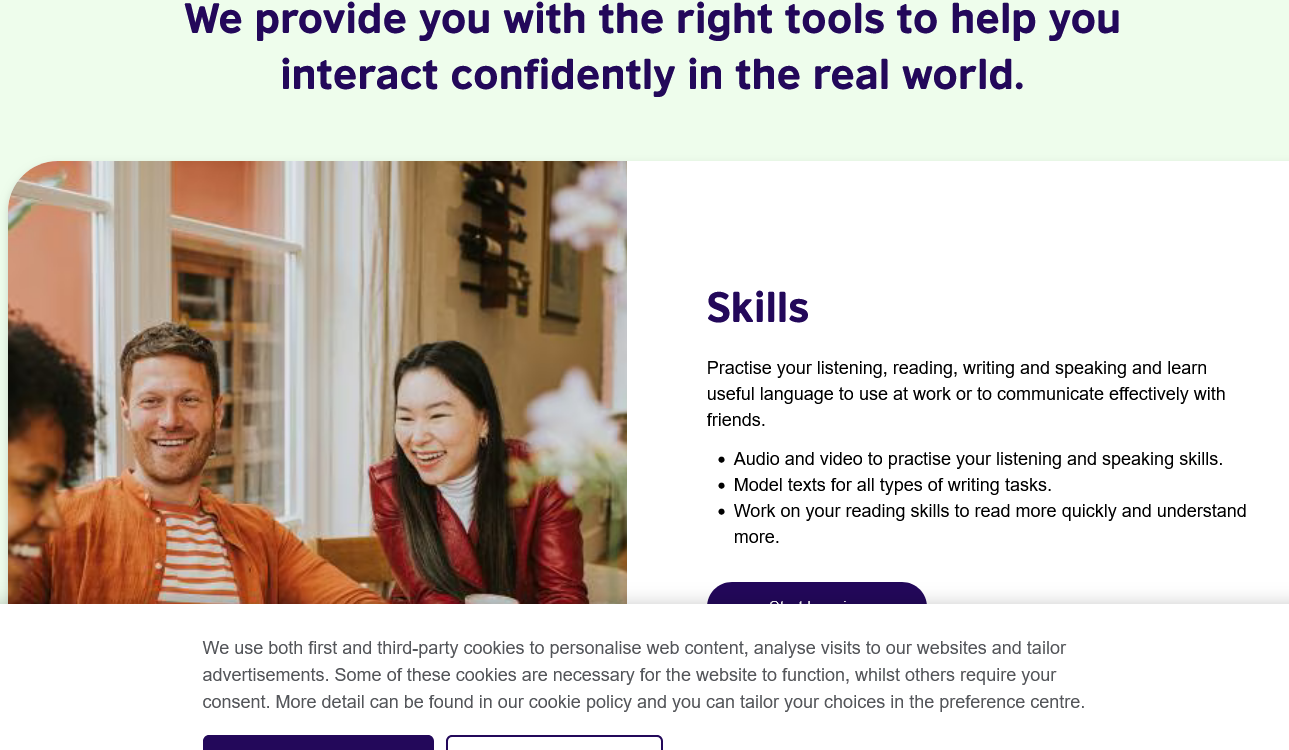 We provide you with the right tools to help you
interact confidently in the real world.
Skills
Practise your listening, reading, writing and speaking and learn
useful language to use at work or to communicate effectively with
friends.
• Audio and video to practise your listening and speaking skills.
• Model texts for all types of writing tasks.
• Work on your reading skills to read more quickly and understand
more.
We use both first and third-party cookies to personalise web content, analyse visits to our websites and tailor
advertisements. Some of these cookies are necessary for the website to function, whilst others require your
consent. More detail can be found in our cookie policy and you can tailor your choices in the preference centre.